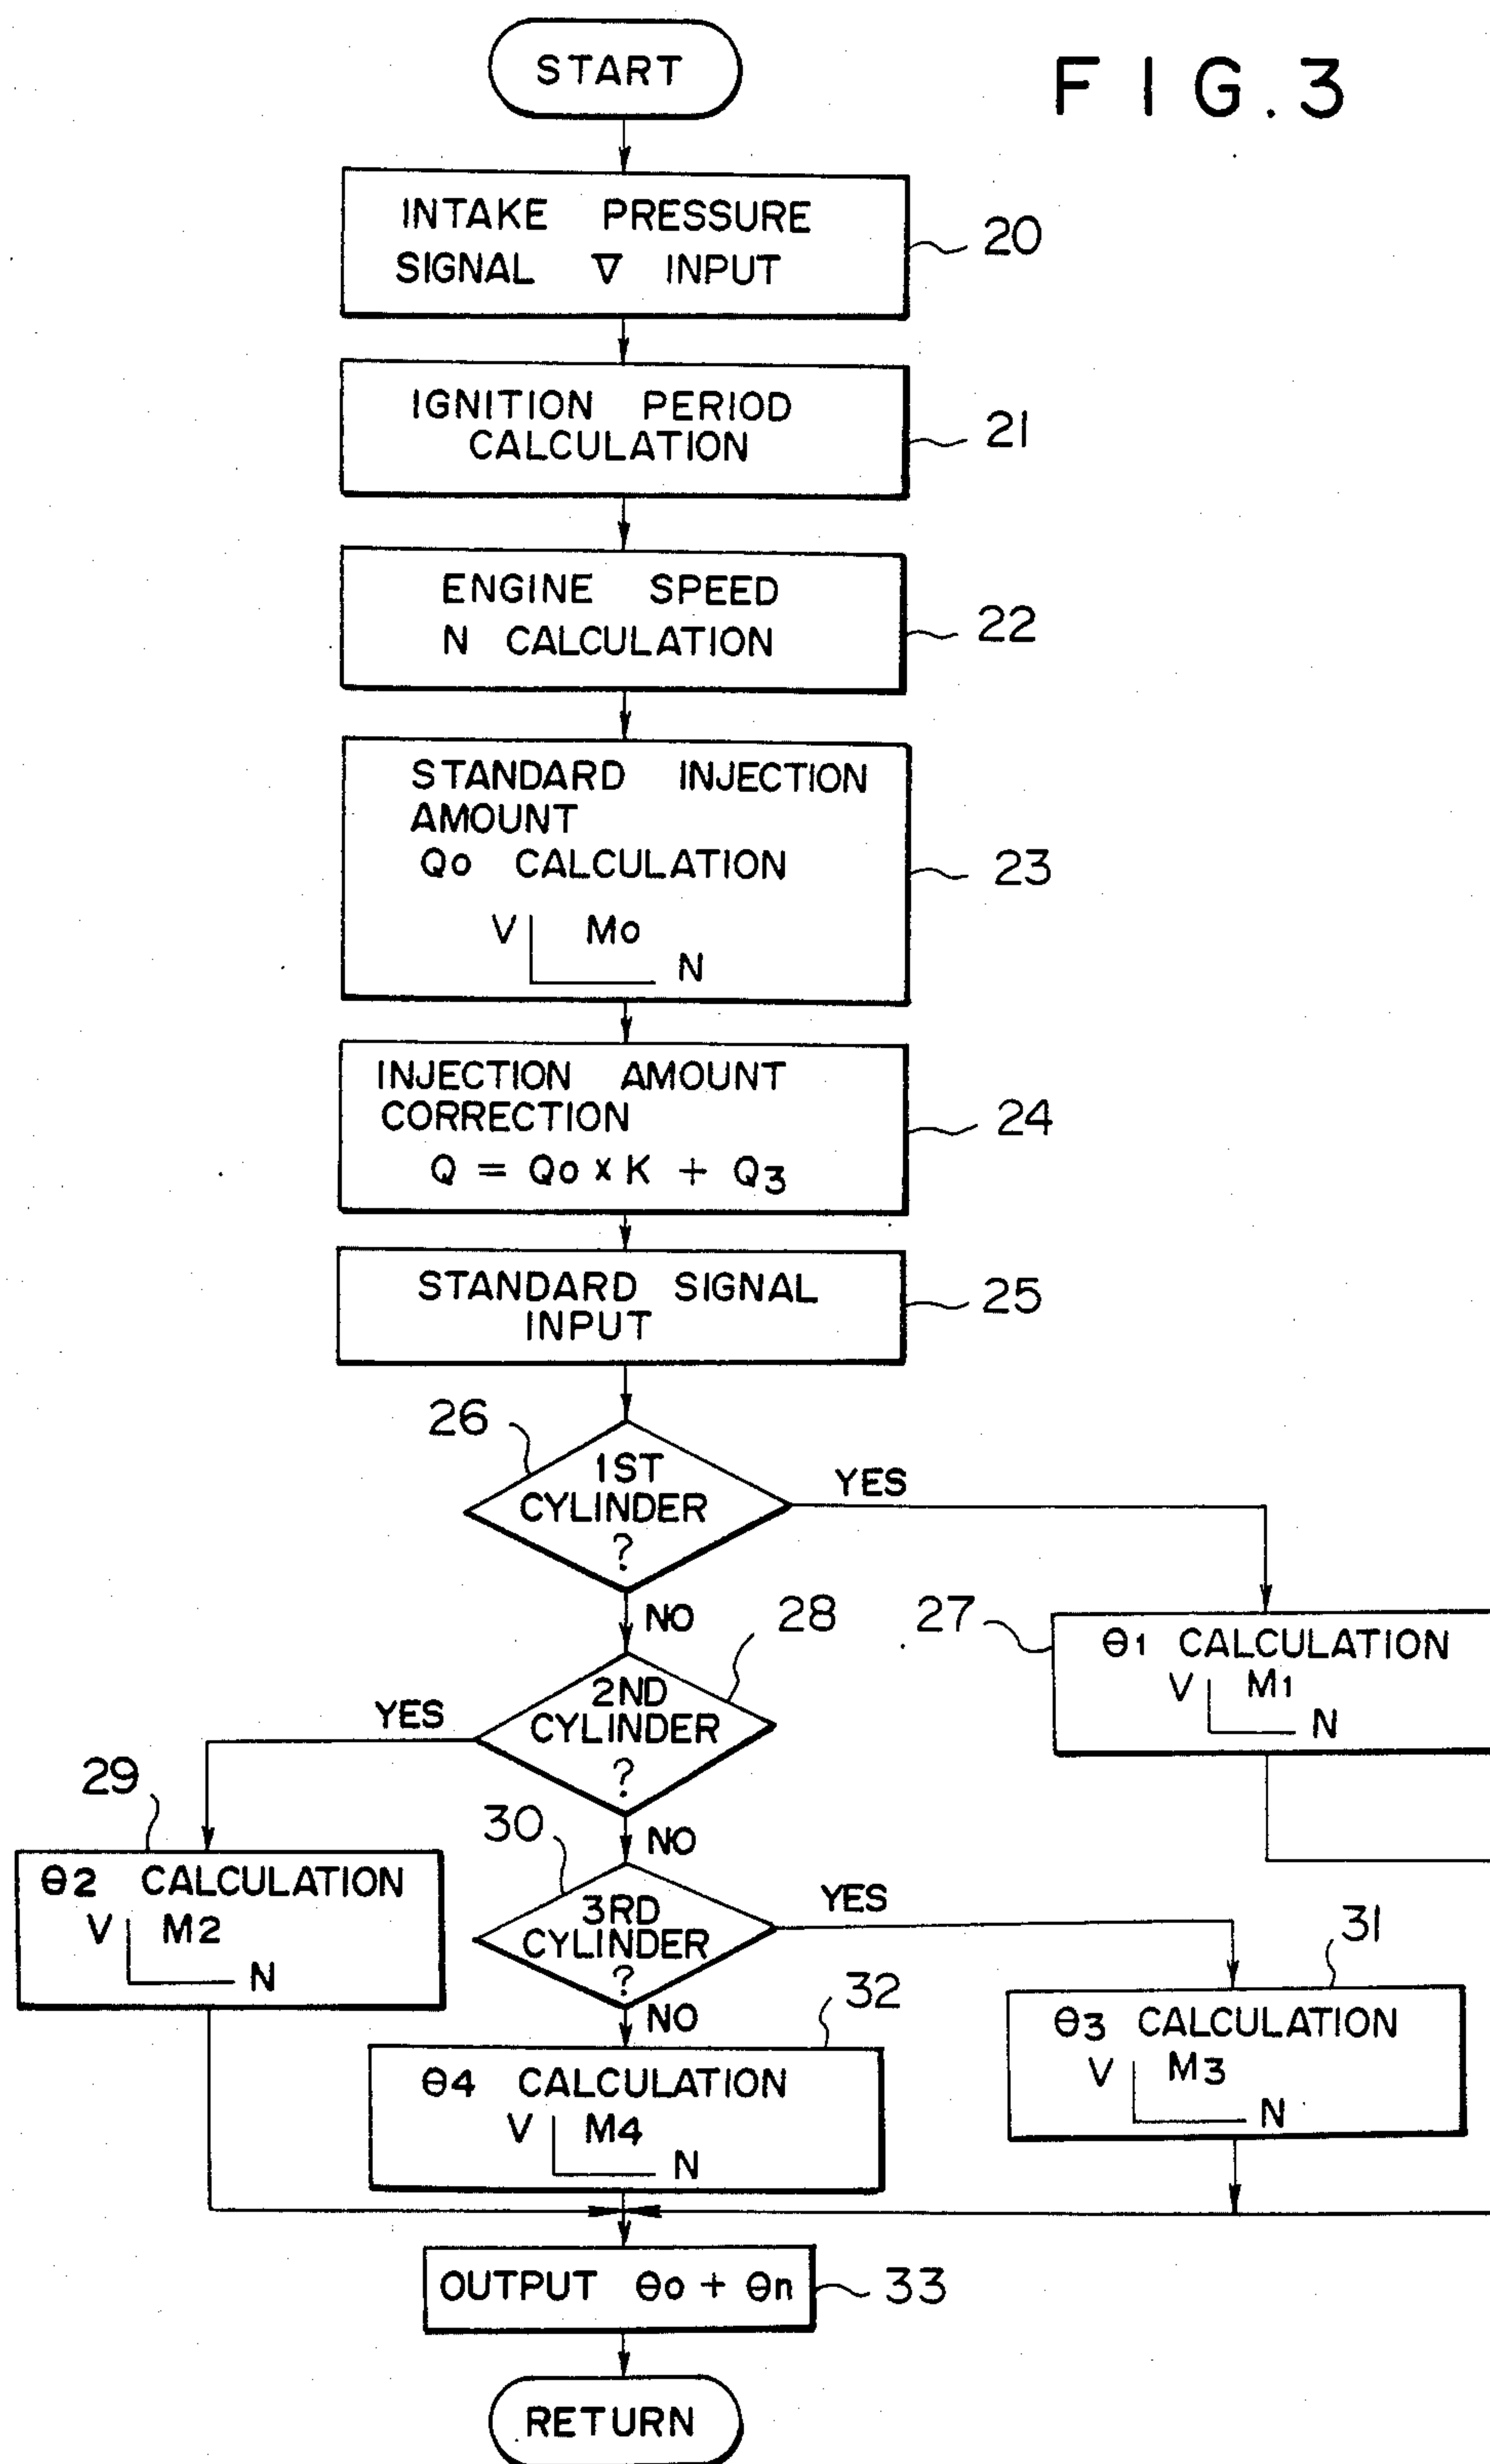 START
FIG.3
INTAKE PRESSURE
SIGNAL V̅ INPUT
20
IGNITION PERIOD
CALCULATION
21
ENGINE SPEED
N CALCULATION
22
STANDARD INJECTION
AMOUNT
Qo CALCULATION
V Mo
N
23
INJECTION AMOUNT
CORRECTION
Q = Qo x K + Q3
24
STANDARD SIGNAL
INPUT
25
26
1ST
CYLINDER
?
YES
NO
27
θ1 CALCULATION
V M1
N
28
2ND
CYLINDER
?
YES
NO
29
θ2 CALCULATION
V M2
N
30
3RD
CYLINDER
?
YES
NO
31
θ3 CALCULATION
V M3
N
32
θ4 CALCULATION
V M4
N
OUTPUT θo + θn
33
RETURN